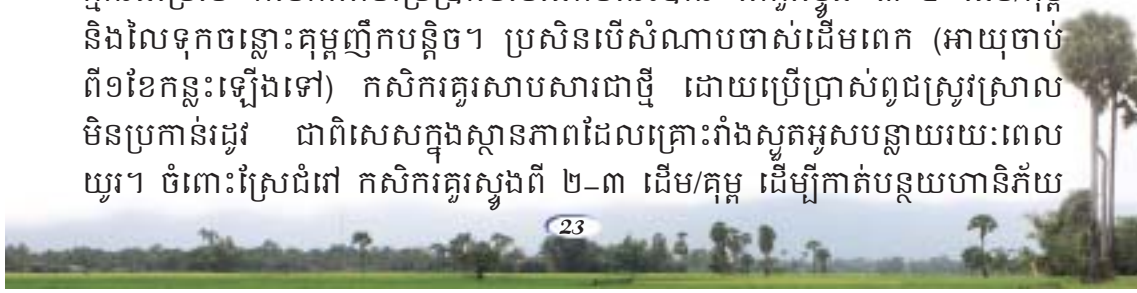 និងលៃទុកចន្លោះគុម្ពញឹកបន្តិច។ ប្រសិនបើសំណាបចាស់ដើមពេក (អាយុចាប់
ពី១ខែកន្លះឡើងទៅ) កសិករគួរសាបសារជាថ្មី ដោយប្រើប្រាស់ពូជស្រូវស្រាល
មិនប្រកាន់រដូវ ជាពិសេសក្នុងស្ថានភាពដែលគ្រោះរាំងស្ងួតអូសបន្លាយរយៈពេល
យូរ។ ចំពោះស្រែជំរៅ កសិករគួរស្ទូងពី ២–៣ ដើម/គុម្ព ដើម្បីកាត់បន្ថយហានិភ័យ
23